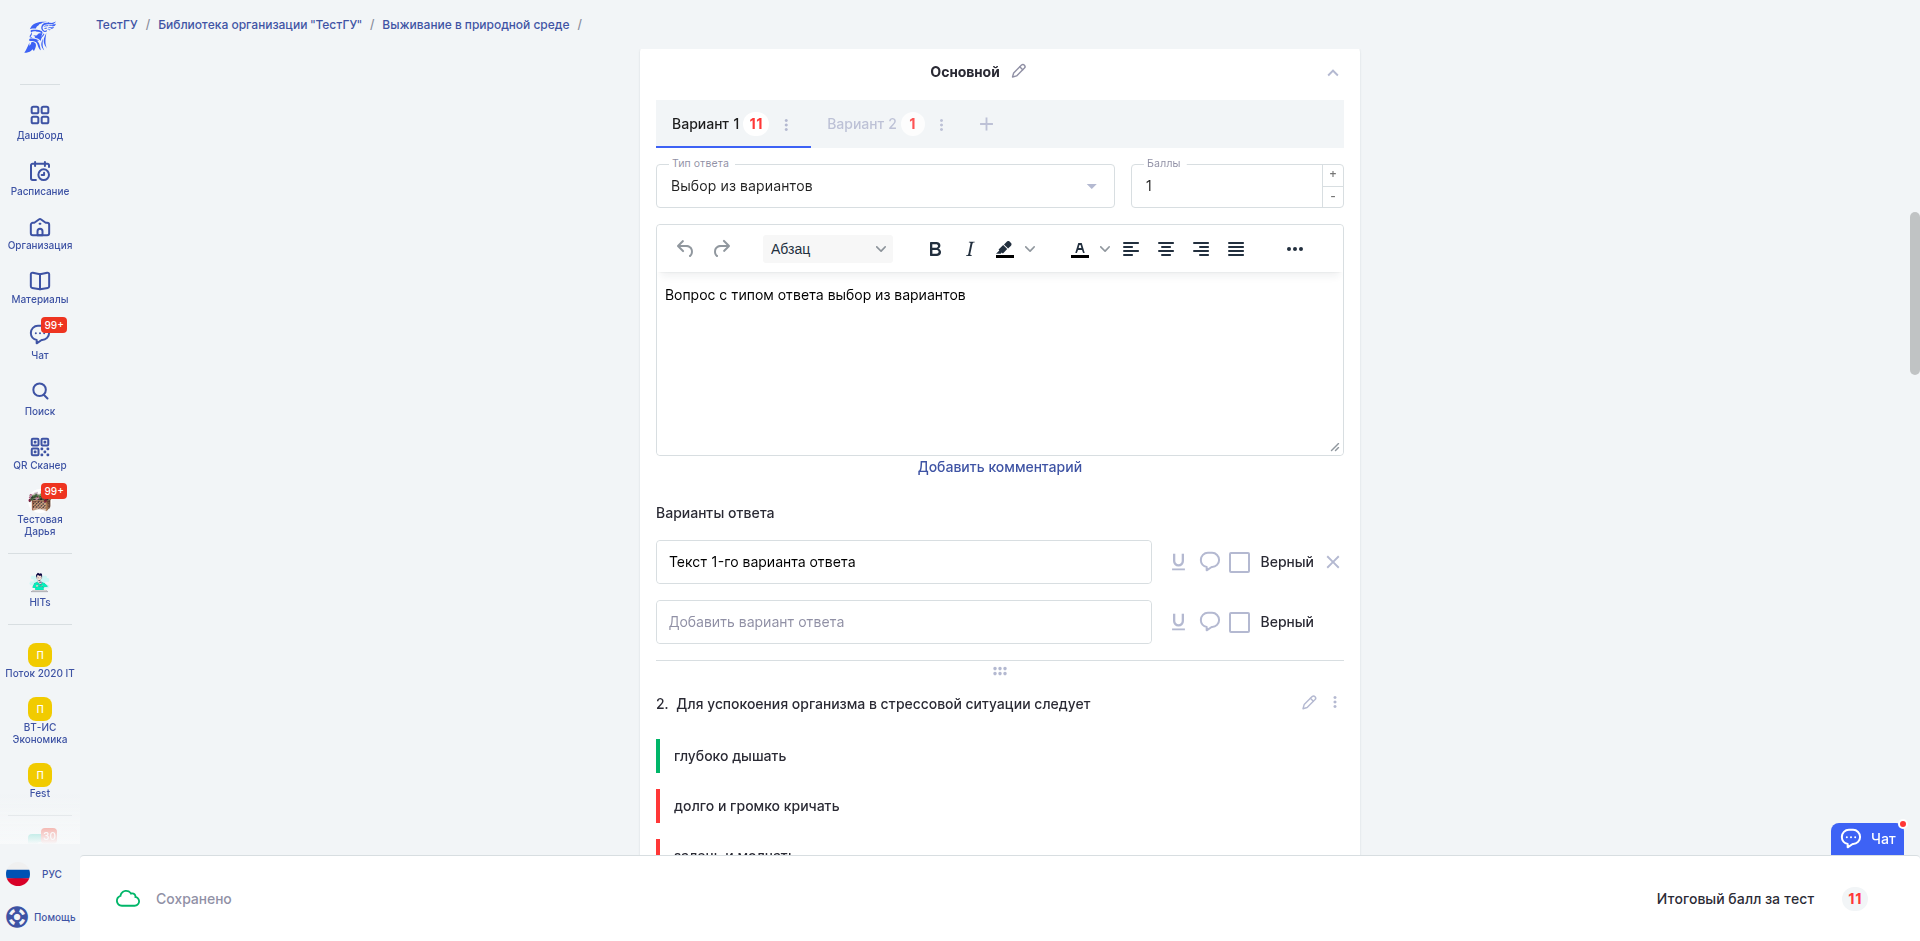 ТестГУ / Библиотека организации "ТестГУ" / Выживание в природной среде /
Дашборд
Расписание
Организация
Материалы
99+
Чат
Поиск
QR Сканер
99+
Тестовая
Дарья
HITs
П
Поток 2020 IT
П
ВТ-ИС
Экономика
П
Fest
30
РУС
Помощь
Основной
Вариант 1 11 Вариант 2 1 +
Тип ответа
Выбор из вариантов
Баллы
1
+
-
Абзац B I A
Вопрос с типом ответа выбор из вариантов
Добавить комментарий
Варианты ответа
Текст 1-го варианта ответа U Верный
Добавить вариант ответа U Верный
2. Для успокоения организма в стрессовой ситуации следует
глубоко дышать
долго и громко кричать
Чат
Сохранено
Итоговый балл за тест 11